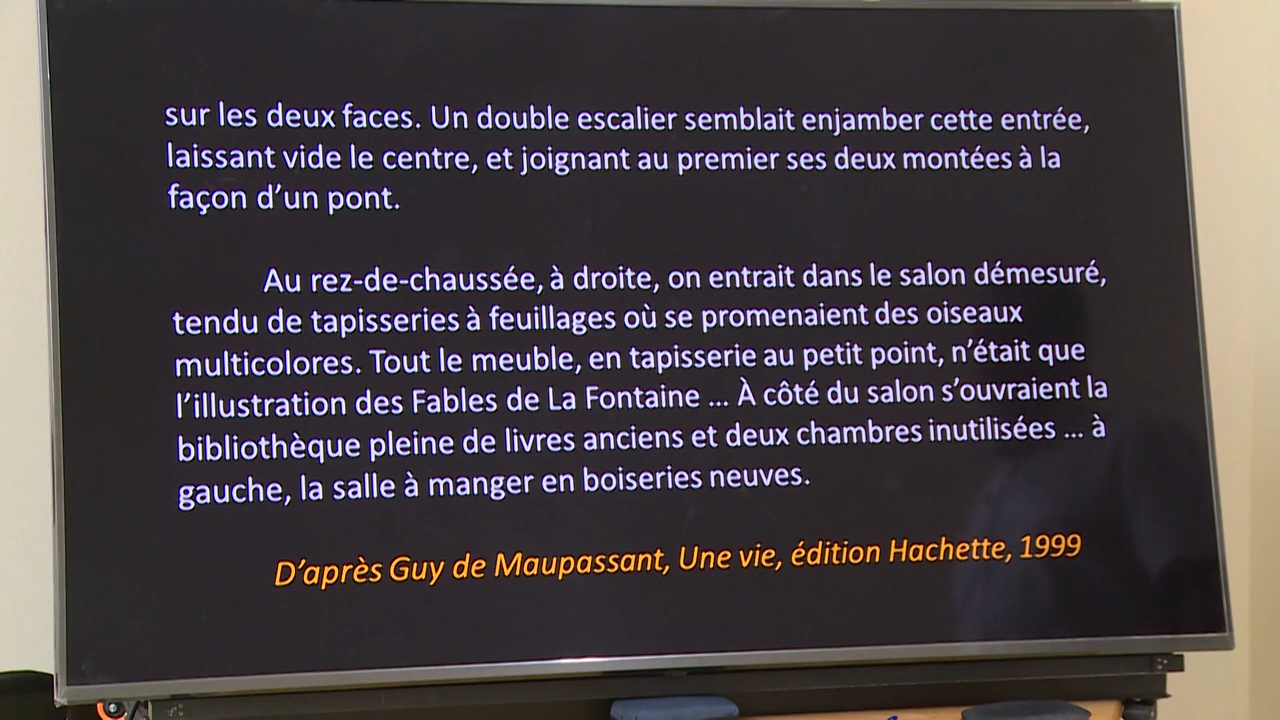 sur les deux faces. Un double escalier semblait enjamber cette entrée,
laissant vide le centre, et joignant au premier ses deux montées à la
façon d’un pont.
Au rez-de-chaussée, à droite, on entrait dans le salon démesuré,
tendu de tapisseries à feuillages où se promenaient des oiseaux
multicolores. Tout le meuble, en tapisserie au petit point, n’était que
l’illustration des Fables de La Fontaine ... À côté du salon s’ouvraient la
bibliothèque pleine de livres anciens et deux chambres inutilisées ... à
gauche, la salle à manger en boiseries neuves.
D’après Guy de Maupassant, Une vie, édition Hachette, 1999